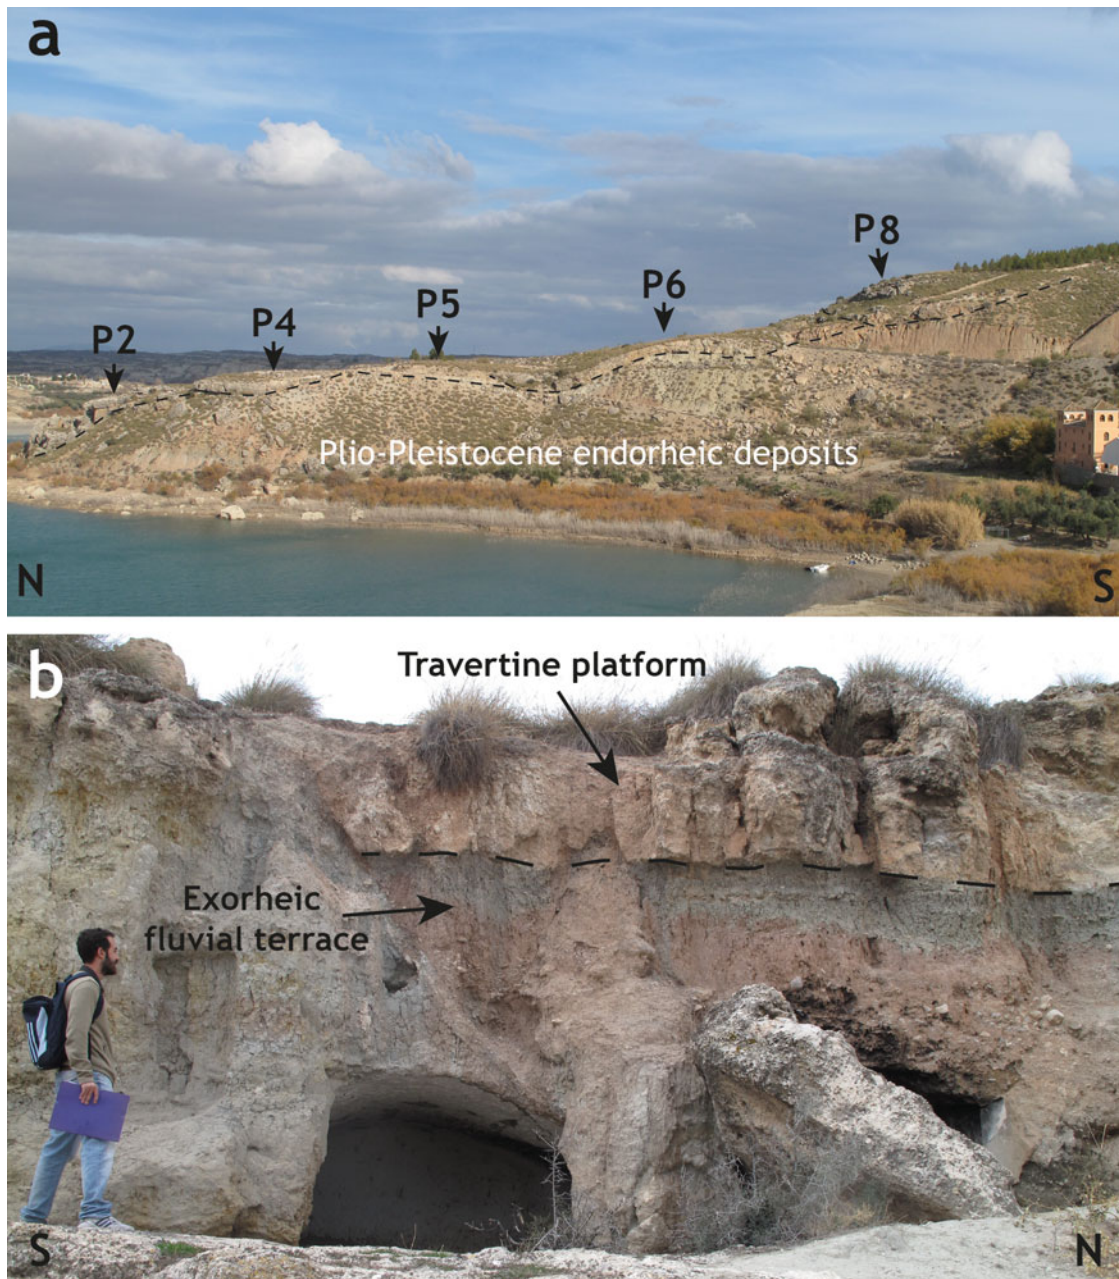 a
P8
P6
P5
P4
P2
Plio-Pleistocene endorheic deposits
N
S
b
Travertine platform
Exorheic
fluvial terrace
S
N